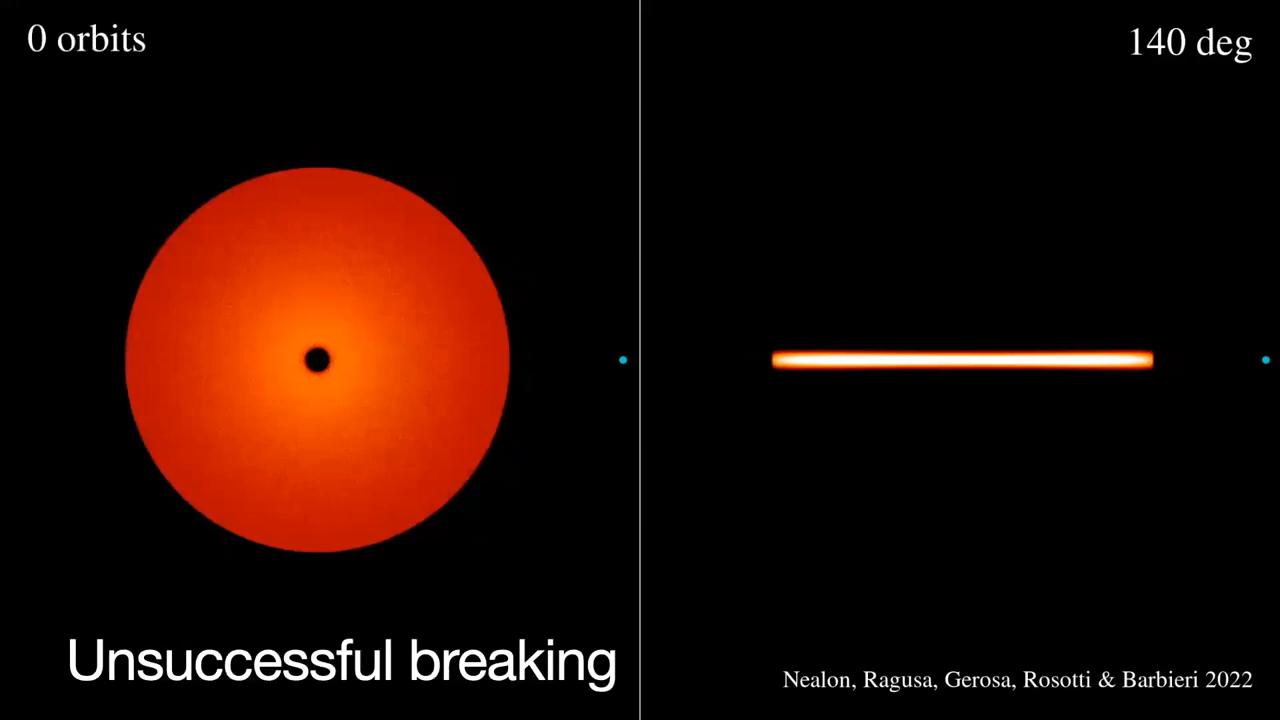 0 orbits
140 deg
Unsuccessful breaking
Nealon, Ragusa, Gerosa, Rosotti & Barbieri 2022